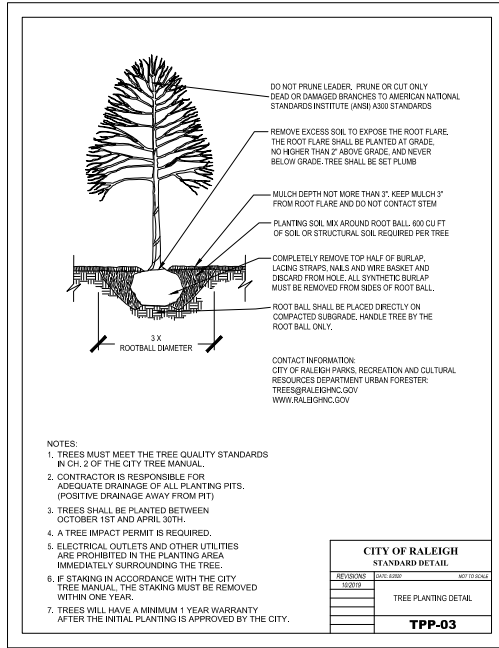 DO NOT PRUNE LEADER, PRUNE OR CUT ONLY
DEAD OR DAMAGED BRANCHES TO AMERICAN NATIONAL
STANDARDS INSTITUTE (ANSI) A300 STANDARDS
REMOVE EXCESS SOIL TO EXPOSE THE ROOT FLARE.
THE ROOT FLARE SHALL BE PLANTED AT GRADE,
NO HIGHER THAN 2" ABOVE GRADE, AND NEVER
BELOW GRADE. TREE SHALL BE SET PLUMB
MULCH DEPTH NOT MORE THAN 3". KEEP MULCH 3"
FROM ROOT FLARE AND DO NOT CONTACT STEM
PLANTING SOIL MIX AROUND ROOT BALL. 600 CU FT
OF SOIL OR STRUCTURAL SOIL REQUIRED PER TREE
COMPLETELY REMOVE TOP HALF OF BURLAP,
LACING STRAPS, NAILS AND WIRE BASKET AND
DISCARD FROM HOLE. ALL SYNTHETIC BURLAP
MUST BE REMOVED FROM SIDES OF ROOT BALL.
ROOT BALL SHALL BE PLACED DIRECTLY ON
COMPACTED SUBGRADE. HANDLE TREE BY THE
ROOT BALL ONLY.
3 X
ROOTBALL DIAMETER
CONTACT INFORMATION:
CITY OF RALEIGH PARKS, RECREATION AND CULTURAL
RESOURCES DEPARTMENT URBAN FORESTER:
TREES@RALEIGHNC.GOV
WWW.RALEIGHNC.GOV
NOTES:
1. TREES MUST MEET THE TREE QUALITY STANDARDS
IN CH. 2 OF THE CITY TREE MANUAL.
2. CONTRACTOR IS RESPONSIBLE FOR
ADEQUATE DRAINAGE OF ALL PLANTING PITS.
(POSITIVE DRAINAGE AWAY FROM PIT)
3. TREES SHALL BE PLANTED BETWEEN
OCTOBER 1ST AND APRIL 30TH.
4. A TREE IMPACT PERMIT IS REQUIRED.
5. ELECTRICAL OUTLETS AND OTHER UTILITIES
ARE PROHIBITED IN THE PLANTING AREA
IMMEDIATELY SURROUNDING THE TREE.
6. IF STAKING IN ACCORDANCE WITH THE CITY
TREE MANUAL, THE STAKING MUST BE REMOVED
WITHIN ONE YEAR.
7. TREES WILL HAVE A MINIMUM 1 YEAR WARRANTY
AFTER THE INITIAL PLANTING IS APPROVED BY THE CITY.
CITY OF RALEIGH
STANDARD DETAIL
REVISIONS DATE: 8/2020 NOT TO SCALE
10/2019
TREE PLANTING DETAIL
TPP-03